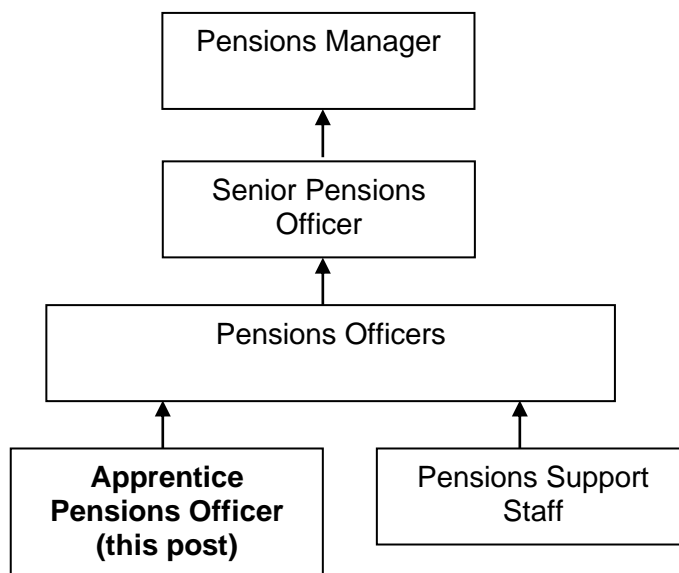 Pensions Manager
Senior Pensions
Officer
Pensions Officers
Apprentice
Pensions Officer
(this post)
Pensions Support
Staff